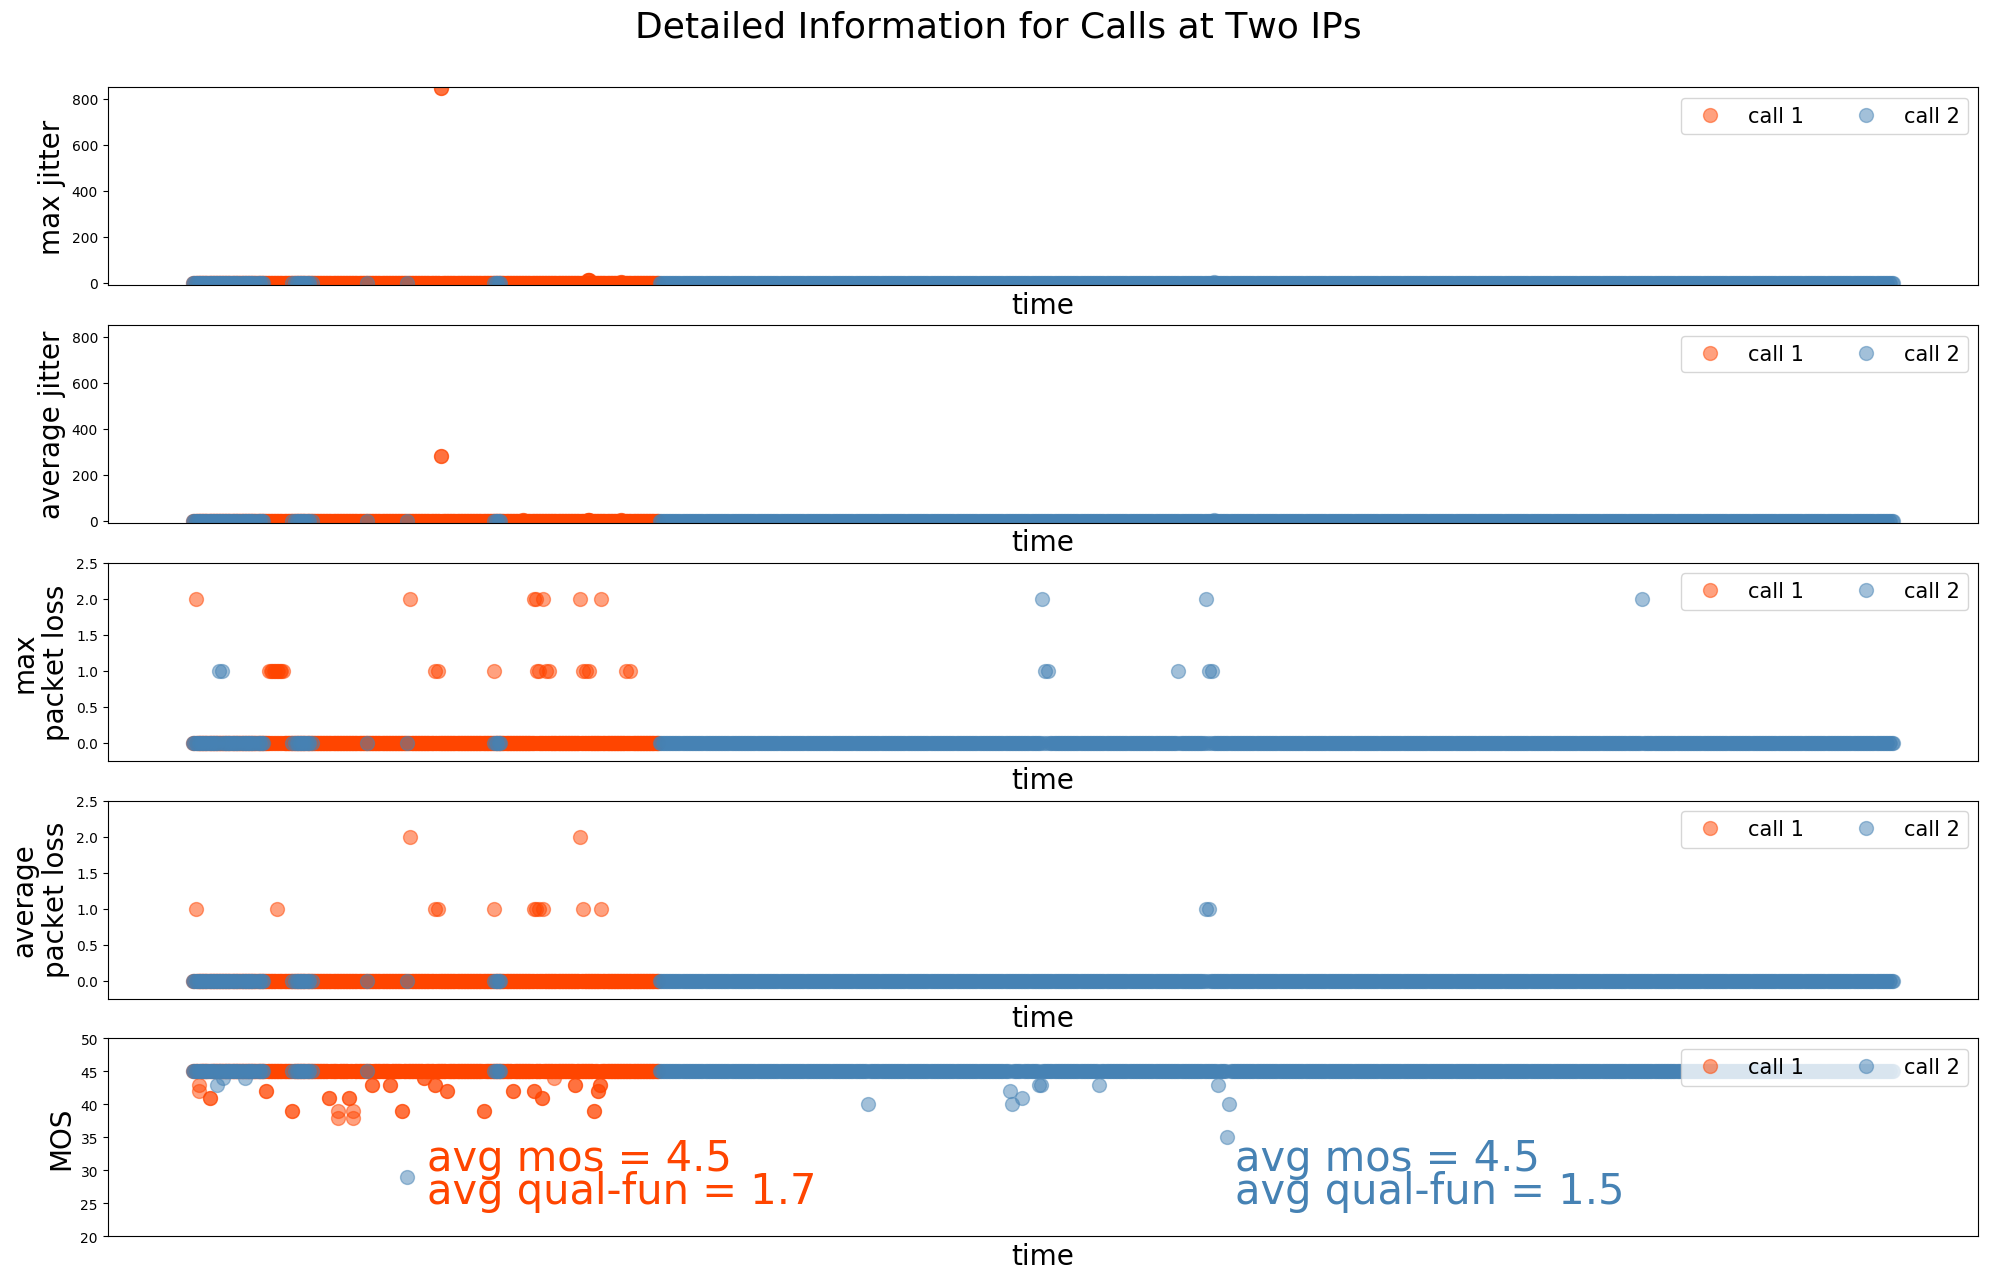 Detailed Information for Calls at Two IPs
800
600
400
200
0
max jitter
call 1
call 2
time
800
600
400
200
0
average jitter
call 1
call 2
time
2.5
2.0
1.5
1.0
0.5
0.0
max
packet loss
call 1
call 2
time
2.5
2.0
1.5
1.0
0.5
0.0
average
packet loss
call 1
call 2
time
50
45
40
35
30
25
20
MOS
call 1
call 2
avg mos = 4.5
avg qual-fun = 1.7
avg mos = 4.5
avg qual-fun = 1.5
time